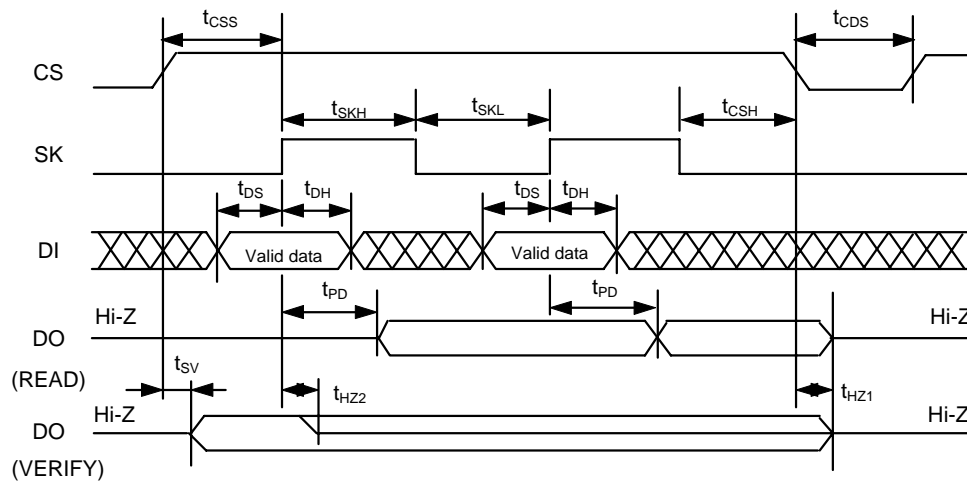 tCSS
tCDS
CS
tSKH
tSKL
tCSH
SK
tDS
tDH
tDS
tDH
DI
Valid data
Valid data
tPD
tPD
Hi-Z
Hi-Z
DO
(READ)
tSV
tHZ2
tHZ1
Hi-Z
Hi-Z
DO
(VERIFY)